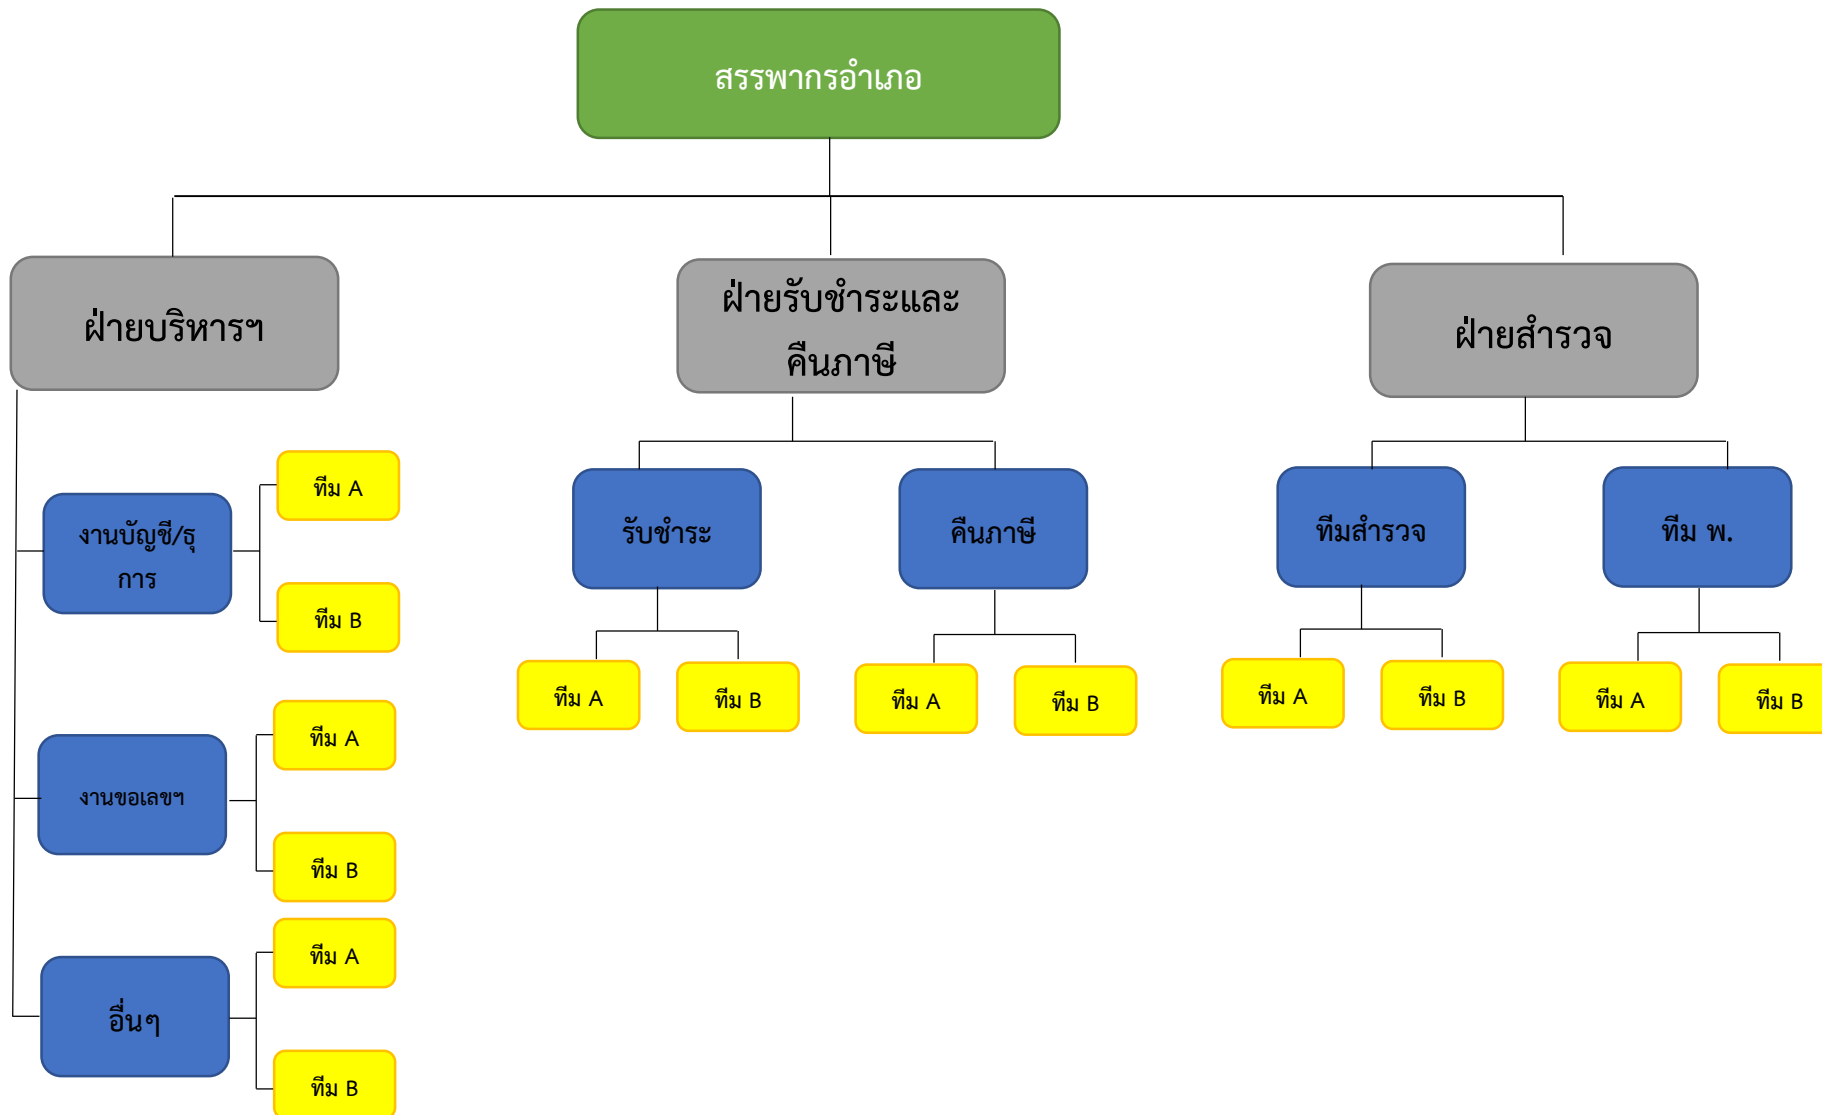 สรรพากรอำเภอ
ฝ่ายบริหารฯ
ฝ่ายรับชำระและ
คืนภาษี
ฝ่ายสำรวจ
งานบัญชี/ธุ
การ
ทีม A
ทีม B
งานขอเลขฯ
ทีม A
ทีม B
อื่นๆ
ทีม A
ทีม B
รับชำระ
คืนภาษี
ทีม A
ทีม B
ทีม A
ทีม B
ทีมสำรวจ
ทีม พ.
ทีม A
ทีม B
ทีม A
ทีม B